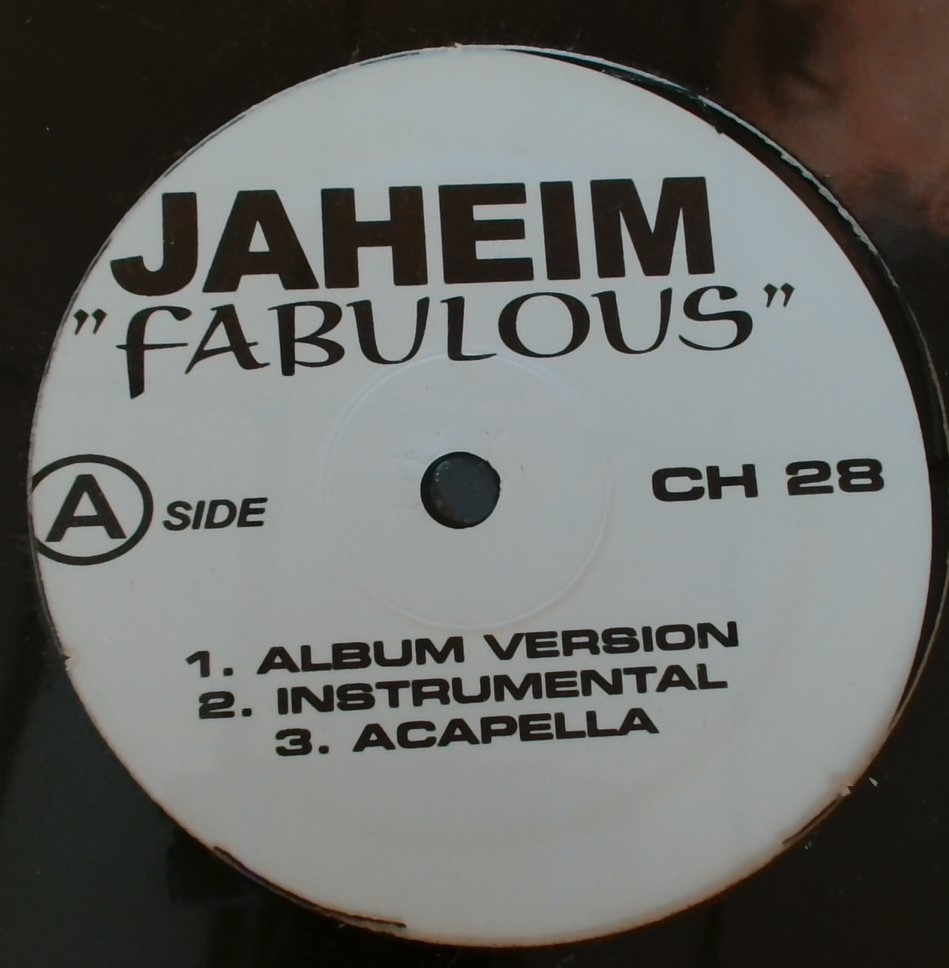 JAHEIM
"FABULOUS"
A SIDE
CH 28
1. ALBUM VERSION
2. INSTRUMENTAL
3. ACAPELLA